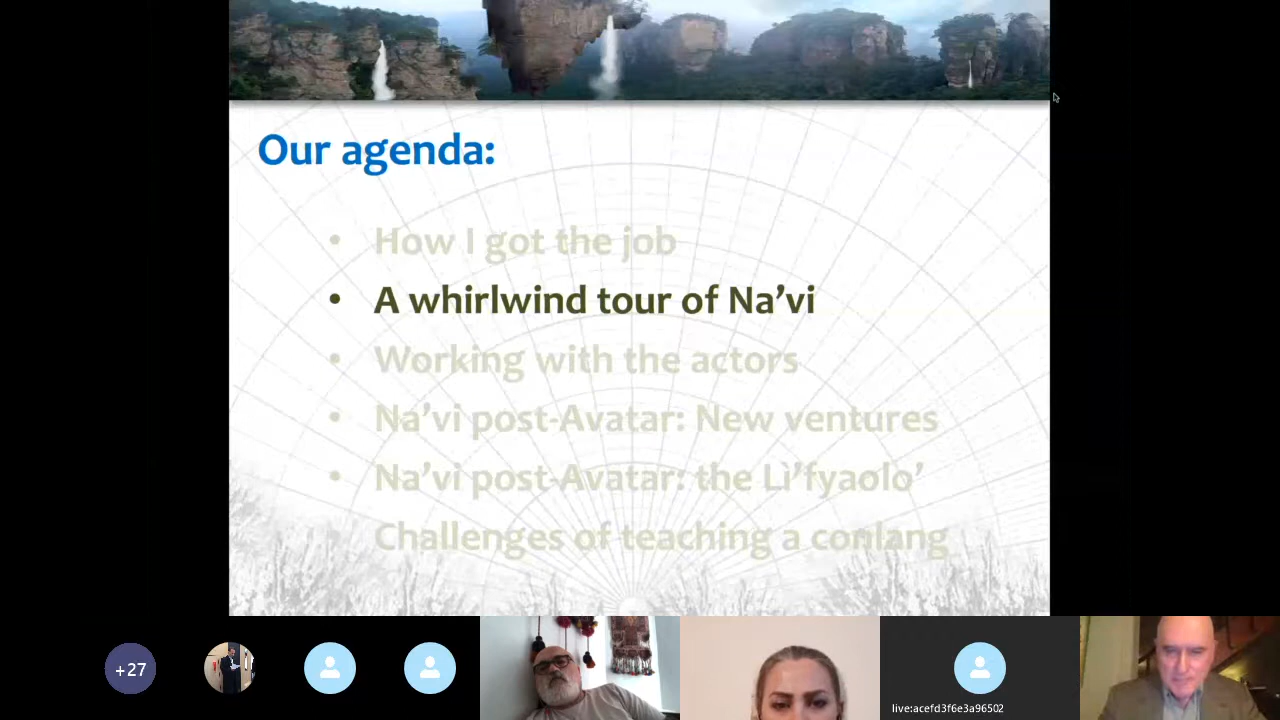 Our agenda:
• How I got the job
• A whirlwind tour of Na’vi
• Working with the actors
• Na’vi post-Avatar: New ventures
• Na’vi post-Avatar: the Lì’fyaolo’
Challenges of teaching a conlang
+27
live:acefd3f6e3a96502